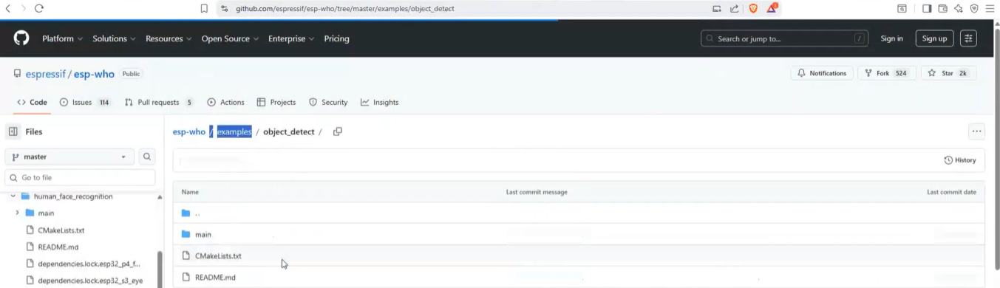 github.com/espressif/esp-who/tree/master/examples/object_detect
Platform Solutions Resources Open Source Enterprise Pricing Search or jump to... / Sign in Sign up
espressif / esp-who Public Notifications Fork 524 Star 2k
Code Issues 114 Pull requests 5 Actions Projects Security Insights
Files
esp-who / examples / object_detect / ...
master
History
Go to file
Name Last commit message Last commit date
human_face_recognition
..
main
main
CMakeLists.txt
CMakeLists.txt
README.md
dependencies.lock.esp32_p4_f...
README.md
dependencies.lock.esp32_s3_eye